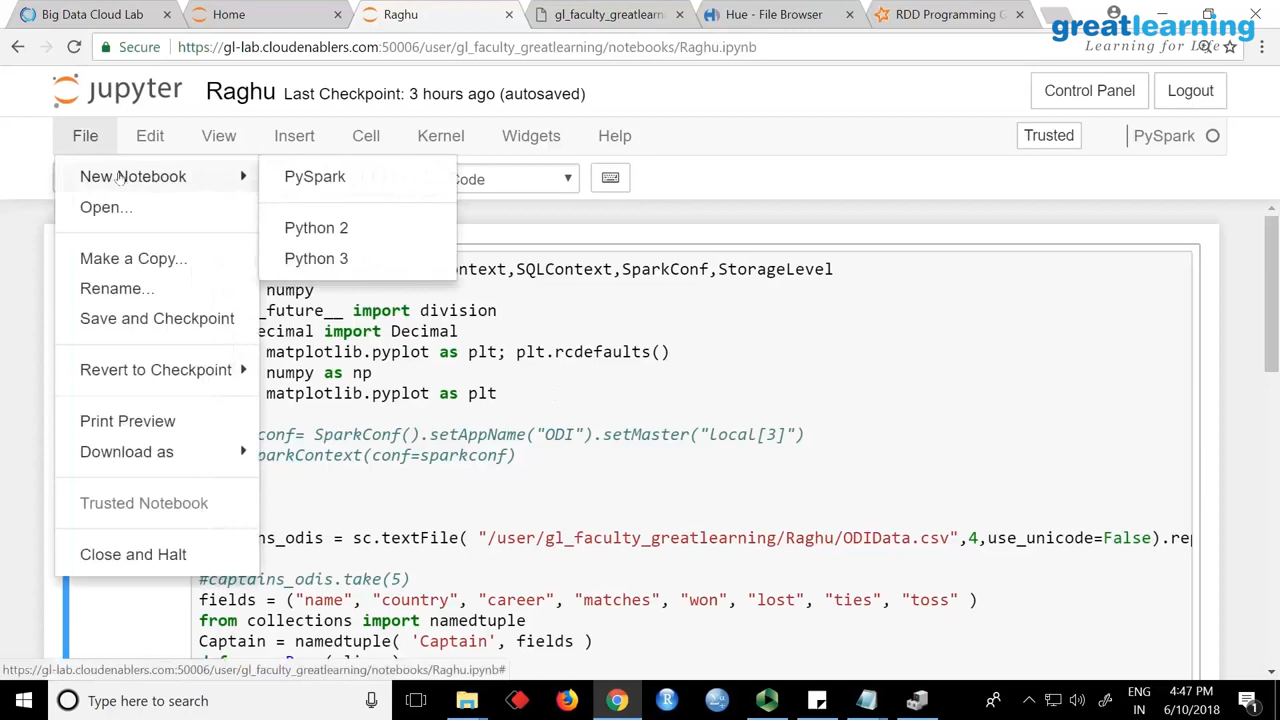 Big Data Cloud Lab
Home
Raghu
gl_faculty_greatlearnin
Hue - File Browser
RDD Programming G
greatlearning
Learning for Life
Secure
https://gl-lab.cloudenablers.com:50006/user/gl_faculty_greatlearning/notebooks/Raghu.ipynb
jupyter
Raghu
Last Checkpoint: 3 hours ago (autosaved)
Control Panel
Logout
File
Edit
View
Insert
Cell
Kernel
Widgets
Help
Trusted
PySpark
New Notebook
Open...
Make a Copy...
Rename...
Save and Checkpoint
Revert to Checkpoint
Print Preview
Download as
Trusted Notebook
Close and Halt
PySpark
Python 2
Python 3
ode
ontext,SQLContext,SparkConf,StorageLevel
numpy
_future__ import division
ecimal import Decimal
matplotlib.pyplot as plt; plt.rcdefaults()
numpy as np
matplotlib.pyplot as plt
conf= SparkConf().setAppName("ODI").setMaster("local[3]")
parkContext(conf=sparkconf)
ns_odis = sc.textFile( "/user/gl_faculty_greatlearning/Raghu/ODIData.csv",4,use_unicode=False).rep
#captains_odis.take(5)
fields = ("name", "country", "career", "matches", "won", "lost", "ties", "toss" )
from collections import namedtuple
Captain = namedtuple( 'Captain', fields )
https://gl-lab.cloudenablers.com:50006/user/gl_faculty_greatlearning/notebooks/Raghu.ipynb#
Type here to search
ENG
IN
4:47 PM
6/10/2018